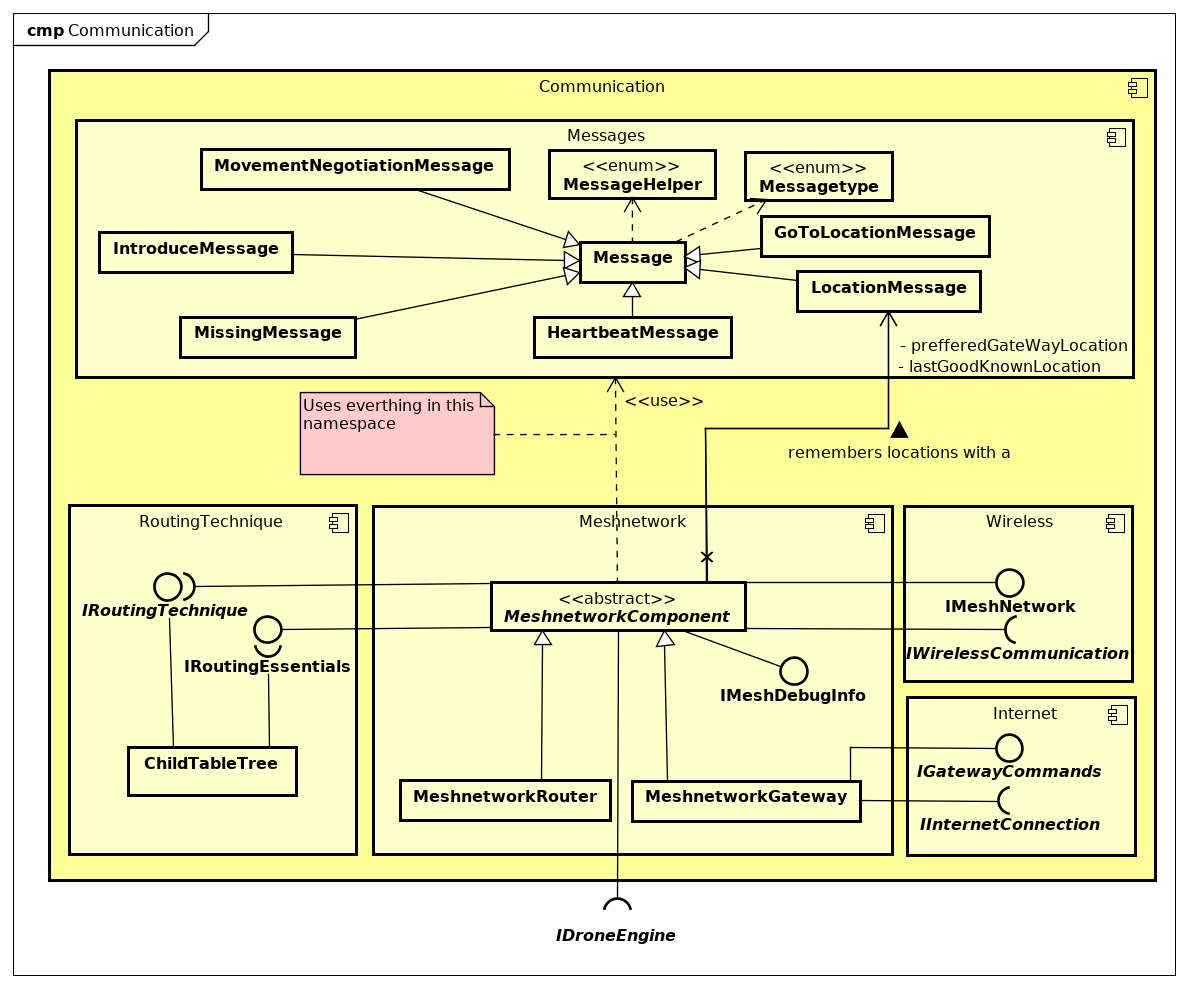 cmp Communication
Communication
Messages
MovementNegotiationMessage
<<enum>>
MessageHelper
<<enum>>
Messagetype
GoToLocationMessage
IntroduceMessage
Message
LocationMessage
MissingMessage
HeartbeatMessage
- prefferedGateWayLocation
- lastGoodKnownLocation
Uses everthing in this
namespace
<<use>>
remembers locations with a
RoutingTechnique
Meshnetwork
Wireless
IRoutingTechnique
<<abstract>>
MeshnetworkComponent
IMeshNetwork
IRoutingEssentials
IWirelessCommunication
IMeshDebugInfo
Internet
ChildTableTree
IGatewayCommands
MeshnetworkRouter
MeshnetworkGateway
IInternetConnection
IDroneEngine